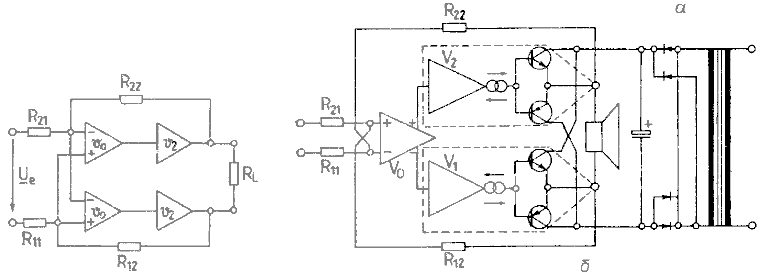 R22
a
R22
V2
R21
v0
v2
R21
+
-
+
+
-
+
Ue
RL
R11
V0
V1
v0
v2
R11
R12
R12
б